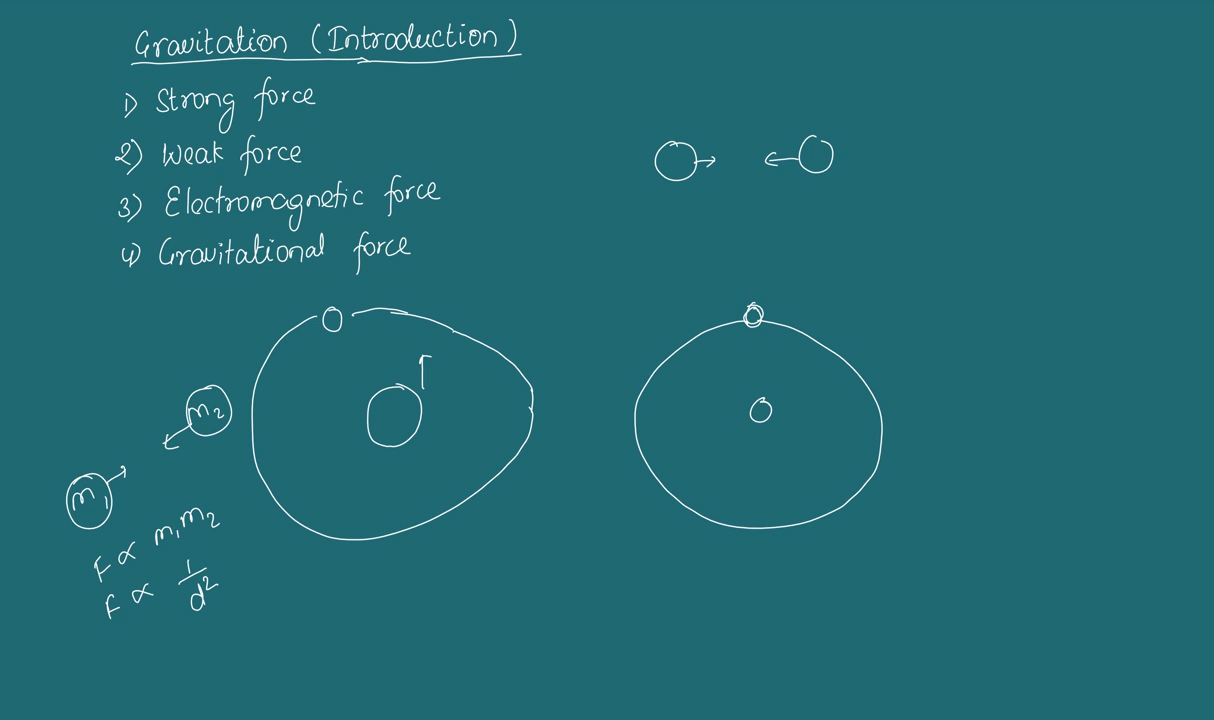 Gravitation (Introduction)
1) Strong force
2) Weak force
3) Electromagnetic force
4) Gravitational force
m2
m1
F ∝ m1m2
F ∝ 1/d²